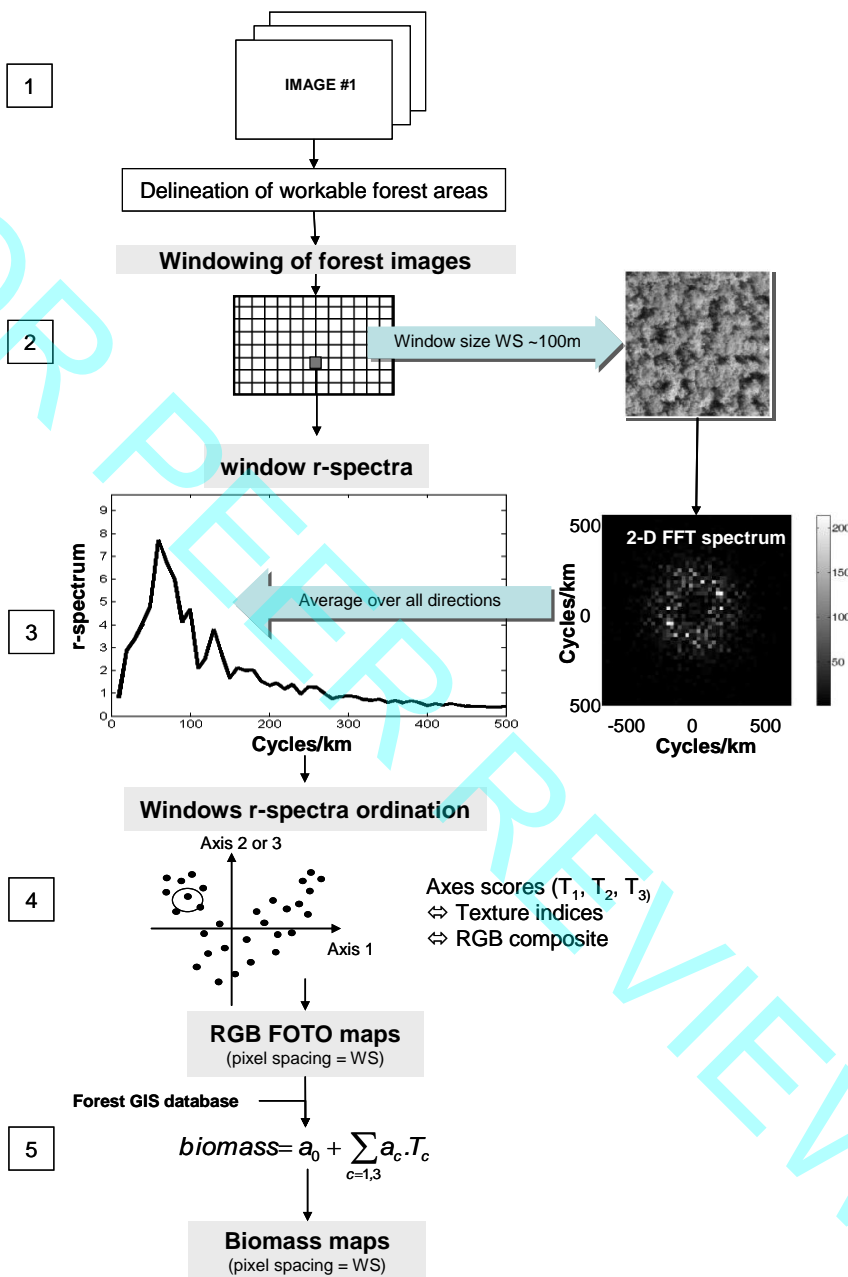 1
IMAGE #1
Delineation of workable forest areas
Windowing of forest images
2
Window size WS ~100m
window r-spectra
3
r-spectrum
9
8
7
6
5
4
3
2
1
0
0
100
200
300
400
500
Cycles/km
Average over all directions
2-D FFT spectrum
Cycles/km
500
0
500
-500
0
500
Cycles/km
200
150
100
50
Windows r-spectra ordination
4
Axis 2 or 3
Axis 1
Axes scores (T1, T2, T3)
⇔ Texture indices
⇔ RGB composite
RGB FOTO maps
(pixel spacing = WS)
Forest GIS database
5
biomass= a0 + ∑ ac.Tc
c=1,3
Biomass maps
(pixel spacing = WS)
OR PEER REVIEW